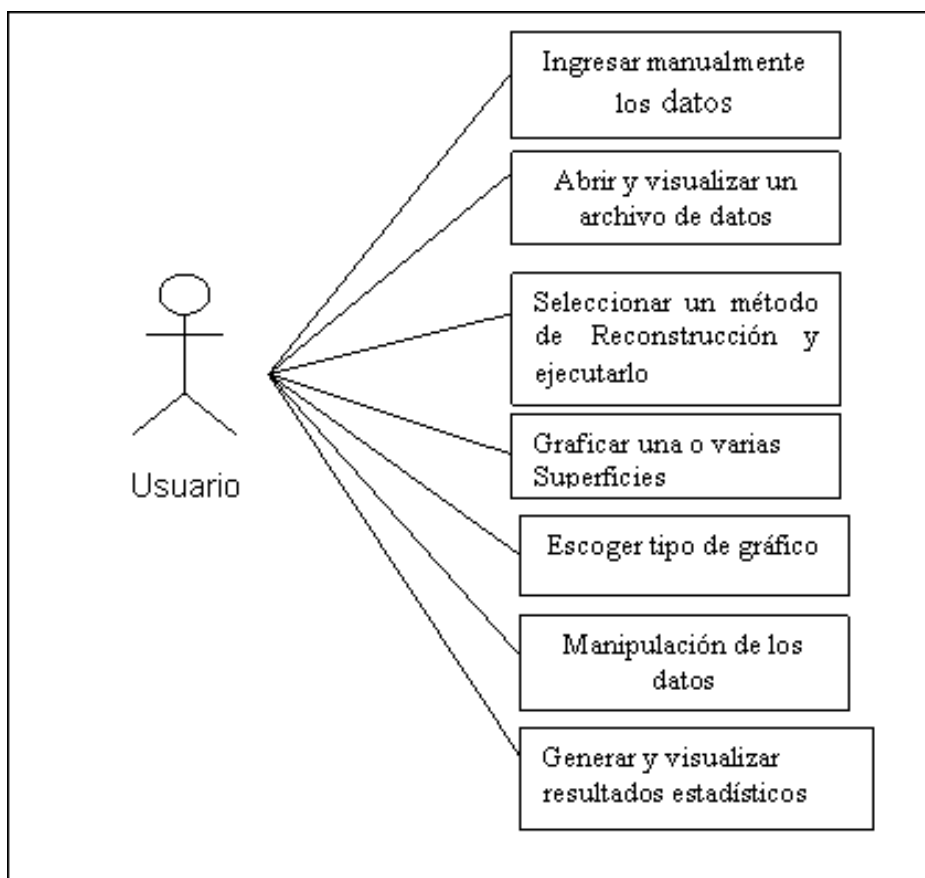 Ingresar manualmente
los datos
Abrir y visualizar un
archivo de datos
Seleccionar un método
de Reconstrucción y
ejecutarlo
Graficar una o varias
Superficies
Escoger tipo de gráfico
Manipulación de los
datos
Generar y visualizar
resultados estadísticos
Usuario